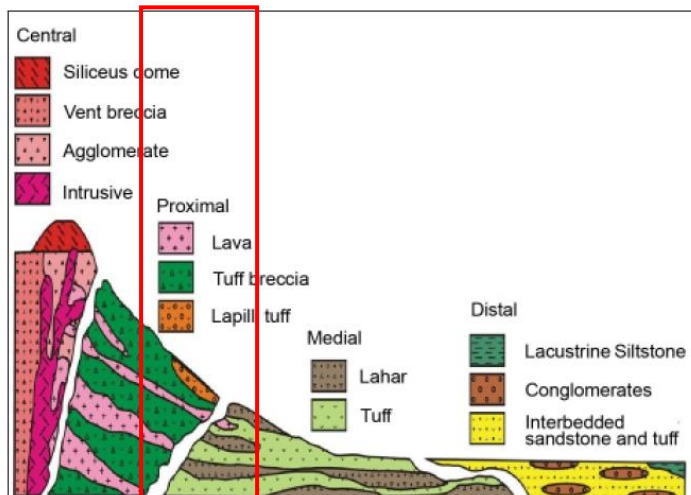 Central
Siliceus dome
Vent breccia
Agglomerate
Intrusive
Proximal
Lava
Tuff breccia
Lapilli tuff
Medial
Lahar
Tuff
Distal
Lacustrine Siltstone
Conglomerates
Interbedded
sandstone and tuff